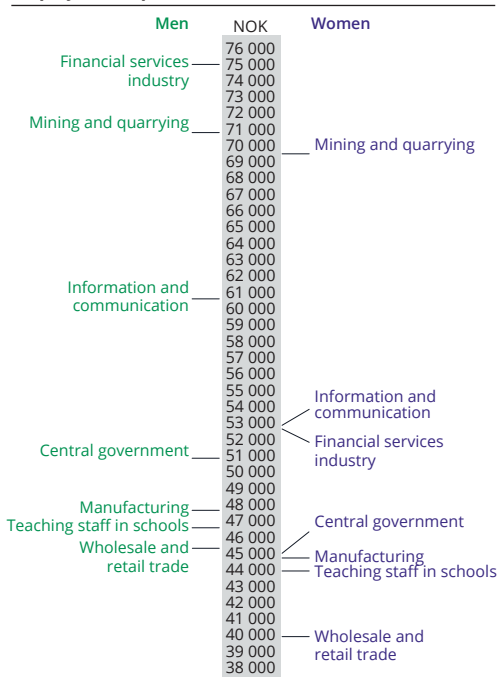 Men
NOK
Women
76 000
75 000
74 000
73 000
72 000
71 000
70 000
69 000
68 000
67 000
66 000
65 000
64 000
63 000
62 000
61 000
60 000
59 000
58 000
57 000
56 000
55 000
54 000
53 000
52 000
51 000
50 000
49 000
48 000
47 000
46 000
45 000
44 000
43 000
42 000
41 000
40 000
39 000
38 000
Financial services
industry
Mining and quarrying
Information and
communication
Central government
Manufacturing
Teaching staff in schools
Wholesale and
retail trade
Mining and quarrying
Information and
communication
Financial services
industry
Central government
Manufacturing
Teaching staff in schools
Wholesale and
retail trade